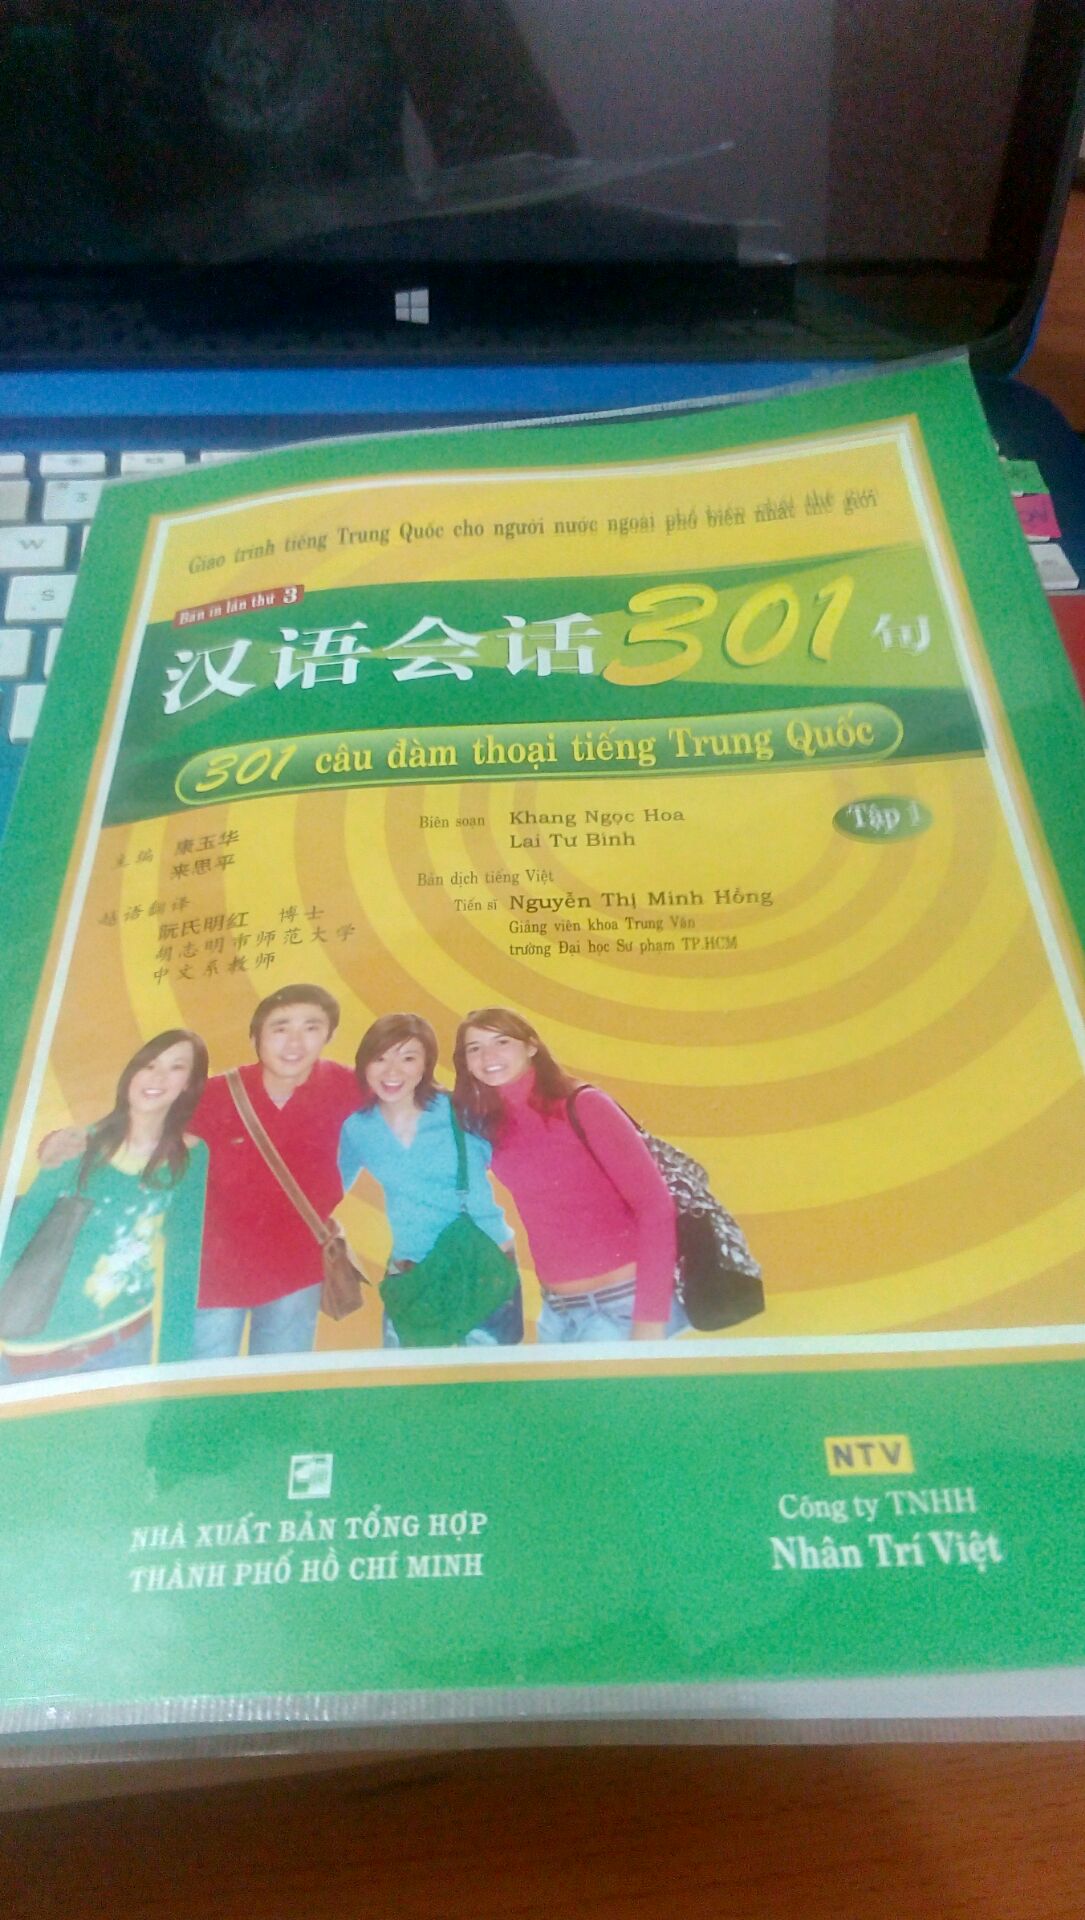 Giáo trình tiếng Trung Quốc cho người nước ngoài phổ biến nhất thế giới
Bản in lần thứ 3
汉语会话301句
301 câu đàm thoại tiếng Trung Quốc
Tập 1
Biên soạn Khang Ngọc Hoa
Lai Tư Bình
主编 康玉华
来思平
Bản dịch tiếng Việt
Tiến sĩ Nguyễn Thị Minh Hồng
Giảng viên khoa Trung Văn
trường Đại học Sư phạm TP.HCM
越语翻译
阮氏明红 博士
胡志明市师范大学
中文系教师
NHÀ XUẤT BẢN TỔNG HỢP
THÀNH PHỐ HỒ CHÍ MINH
NTV
Công ty TNHH
Nhân Trí Việt
W
S
3